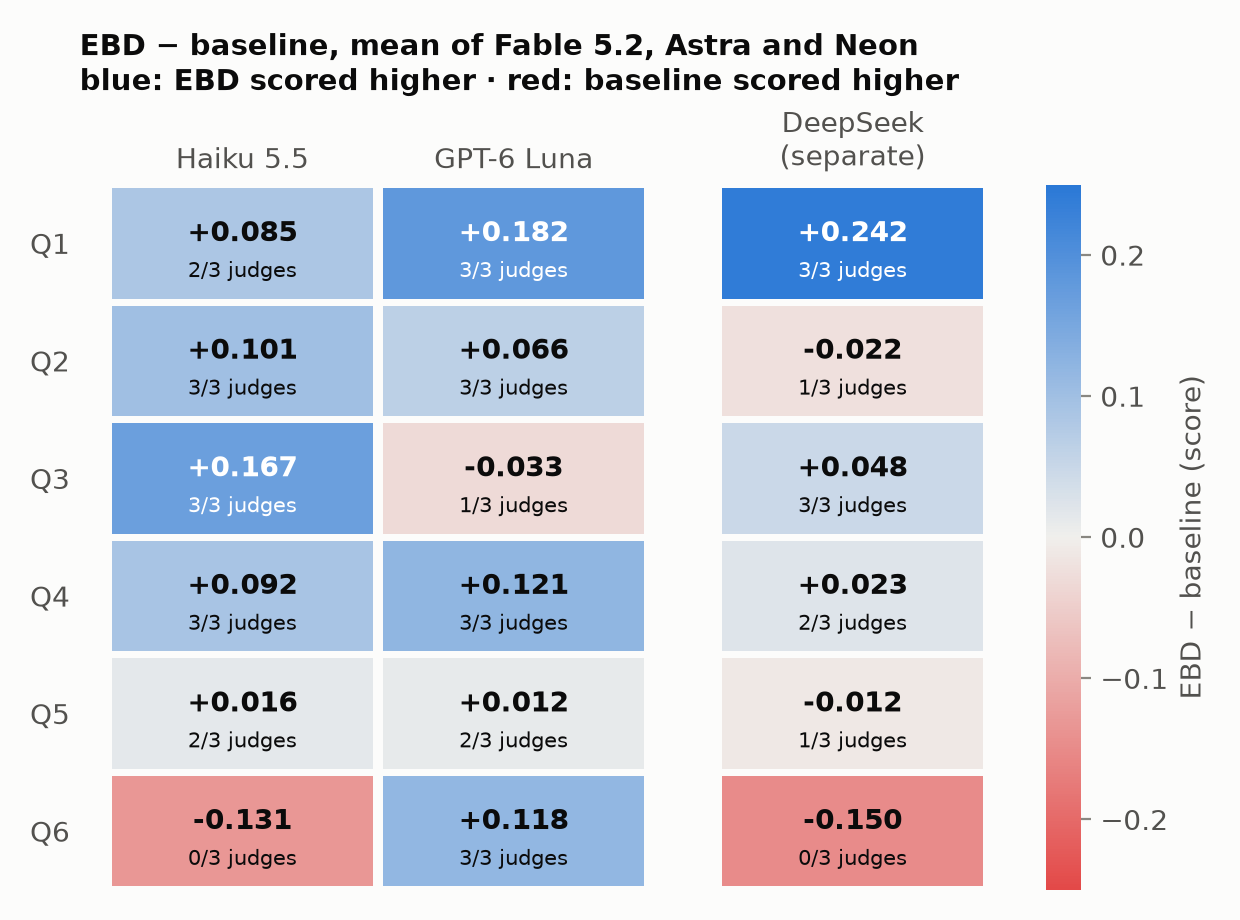 EBD − baseline, mean of Fable 5.2, Astra and Neon
blue: EBD scored higher · red: baseline scored higher
Haiku 5.5
GPT-6 Luna
DeepSeek
(separate)
Q1
+0.085
2/3 judges
+0.182
3/3 judges
+0.242
3/3 judges
Q2
+0.101
3/3 judges
+0.066
3/3 judges
-0.022
1/3 judges
Q3
+0.167
3/3 judges
-0.033
1/3 judges
+0.048
3/3 judges
Q4
+0.092
3/3 judges
+0.121
3/3 judges
+0.023
2/3 judges
Q5
+0.016
2/3 judges
+0.012
2/3 judges
-0.012
1/3 judges
Q6
-0.131
0/3 judges
+0.118
3/3 judges
-0.150
0/3 judges
0.2
0.1
0.0
−0.1
−0.2
EBD − baseline (score)